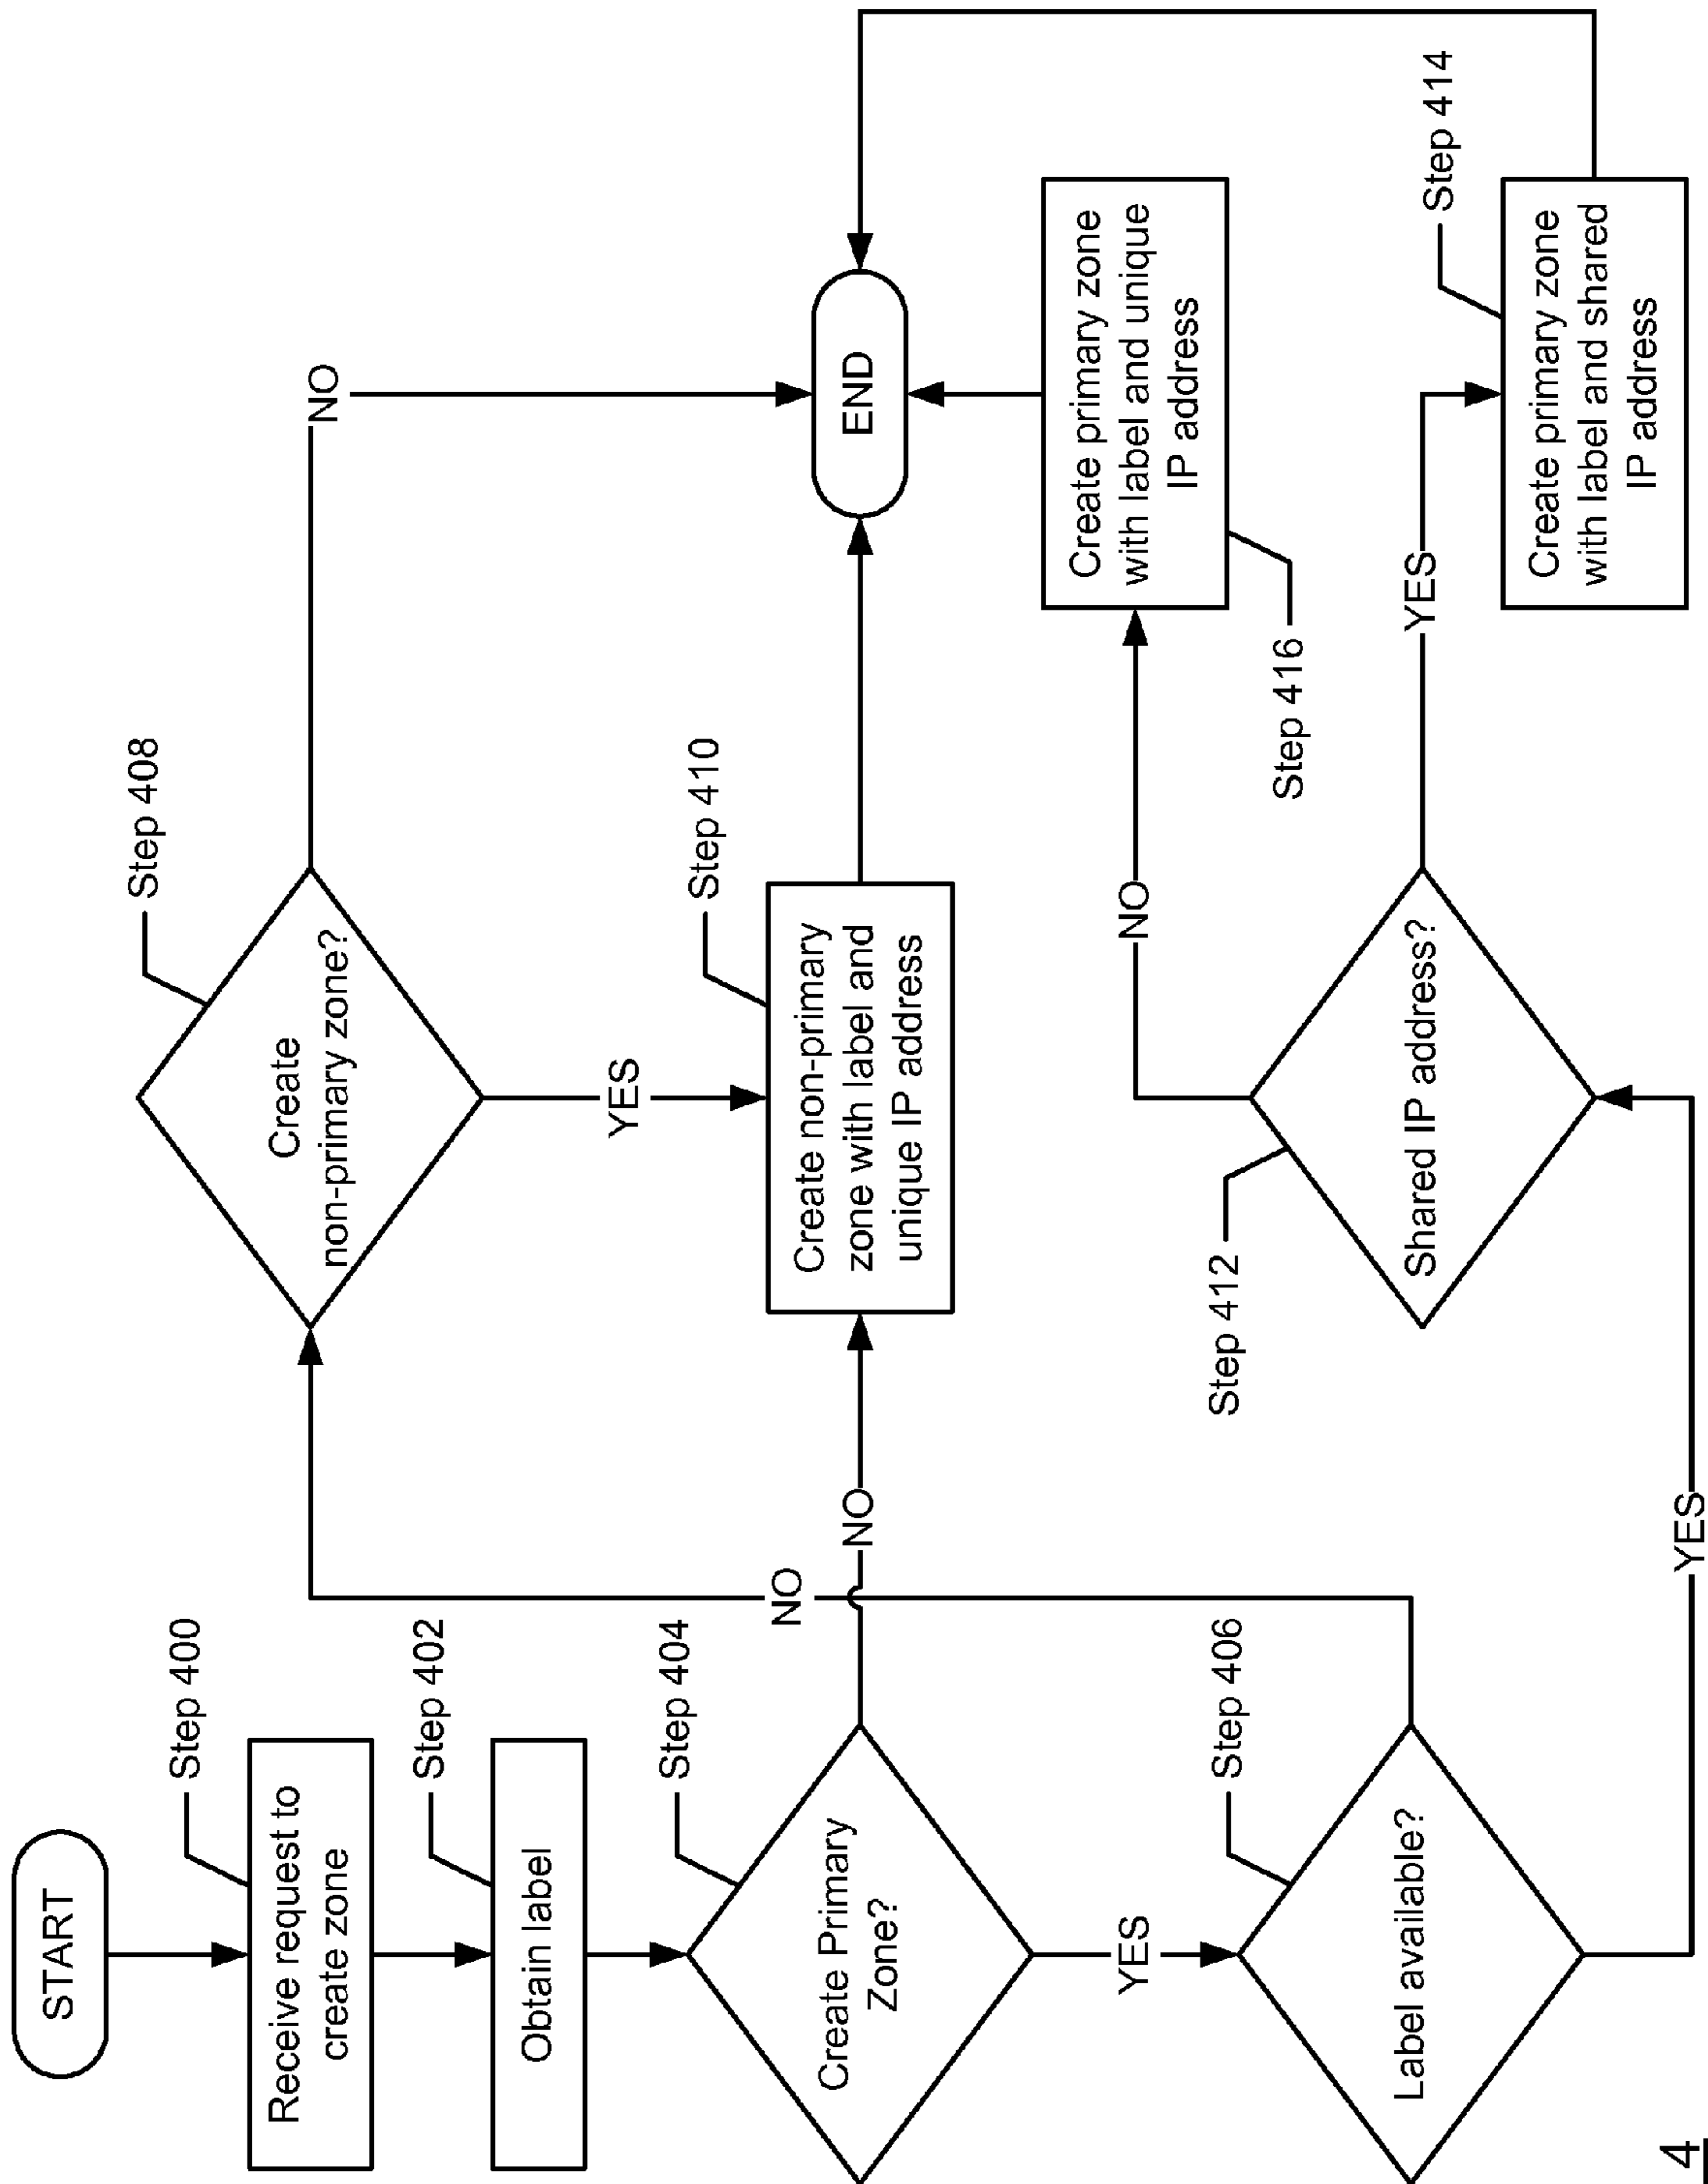 START
Step 400
Receive request to
create zone
Step 402
Obtain label
Step 404
Create Primary
Zone?
NO
YES
Step 406
Label available?
NO
YES
Step 408
Create
non-primary zone?
NO
YES
Step 410
Create non-primary
zone with label and
unique IP address
END
Step 412
Shared IP address?
NO
YES
Step 416
Create primary zone
with label and unique
IP address
Step 414
Create primary zone
with label and shared
IP address
4